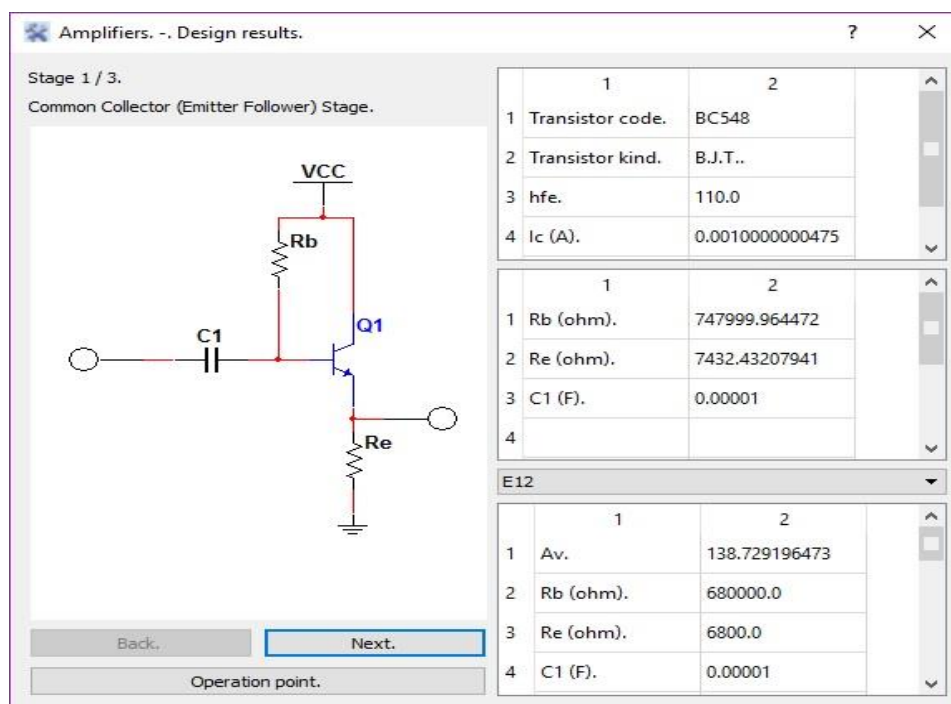 Amplifiers. -. Design results. ?
Stage 1 / 3.
Common Collector (Emitter Follower) Stage.
VCC
Rb
Q1
C1
Re
Back. Next.
Operation point.
1 2
1 Transistor code. BC548
2 Transistor kind. B.J.T..
3 hfe. 110.0
4 Ic (A). 0.0010000000475
1 2
1 Rb (ohm). 747999.964472
2 Re (ohm). 7432.43207941
3 C1 (F). 0.00001
4
E12
1 2
1 Av. 138.729196473
2 Rb (ohm). 680000.0
3 Re (ohm). 6800.0
4 C1 (F). 0.00001